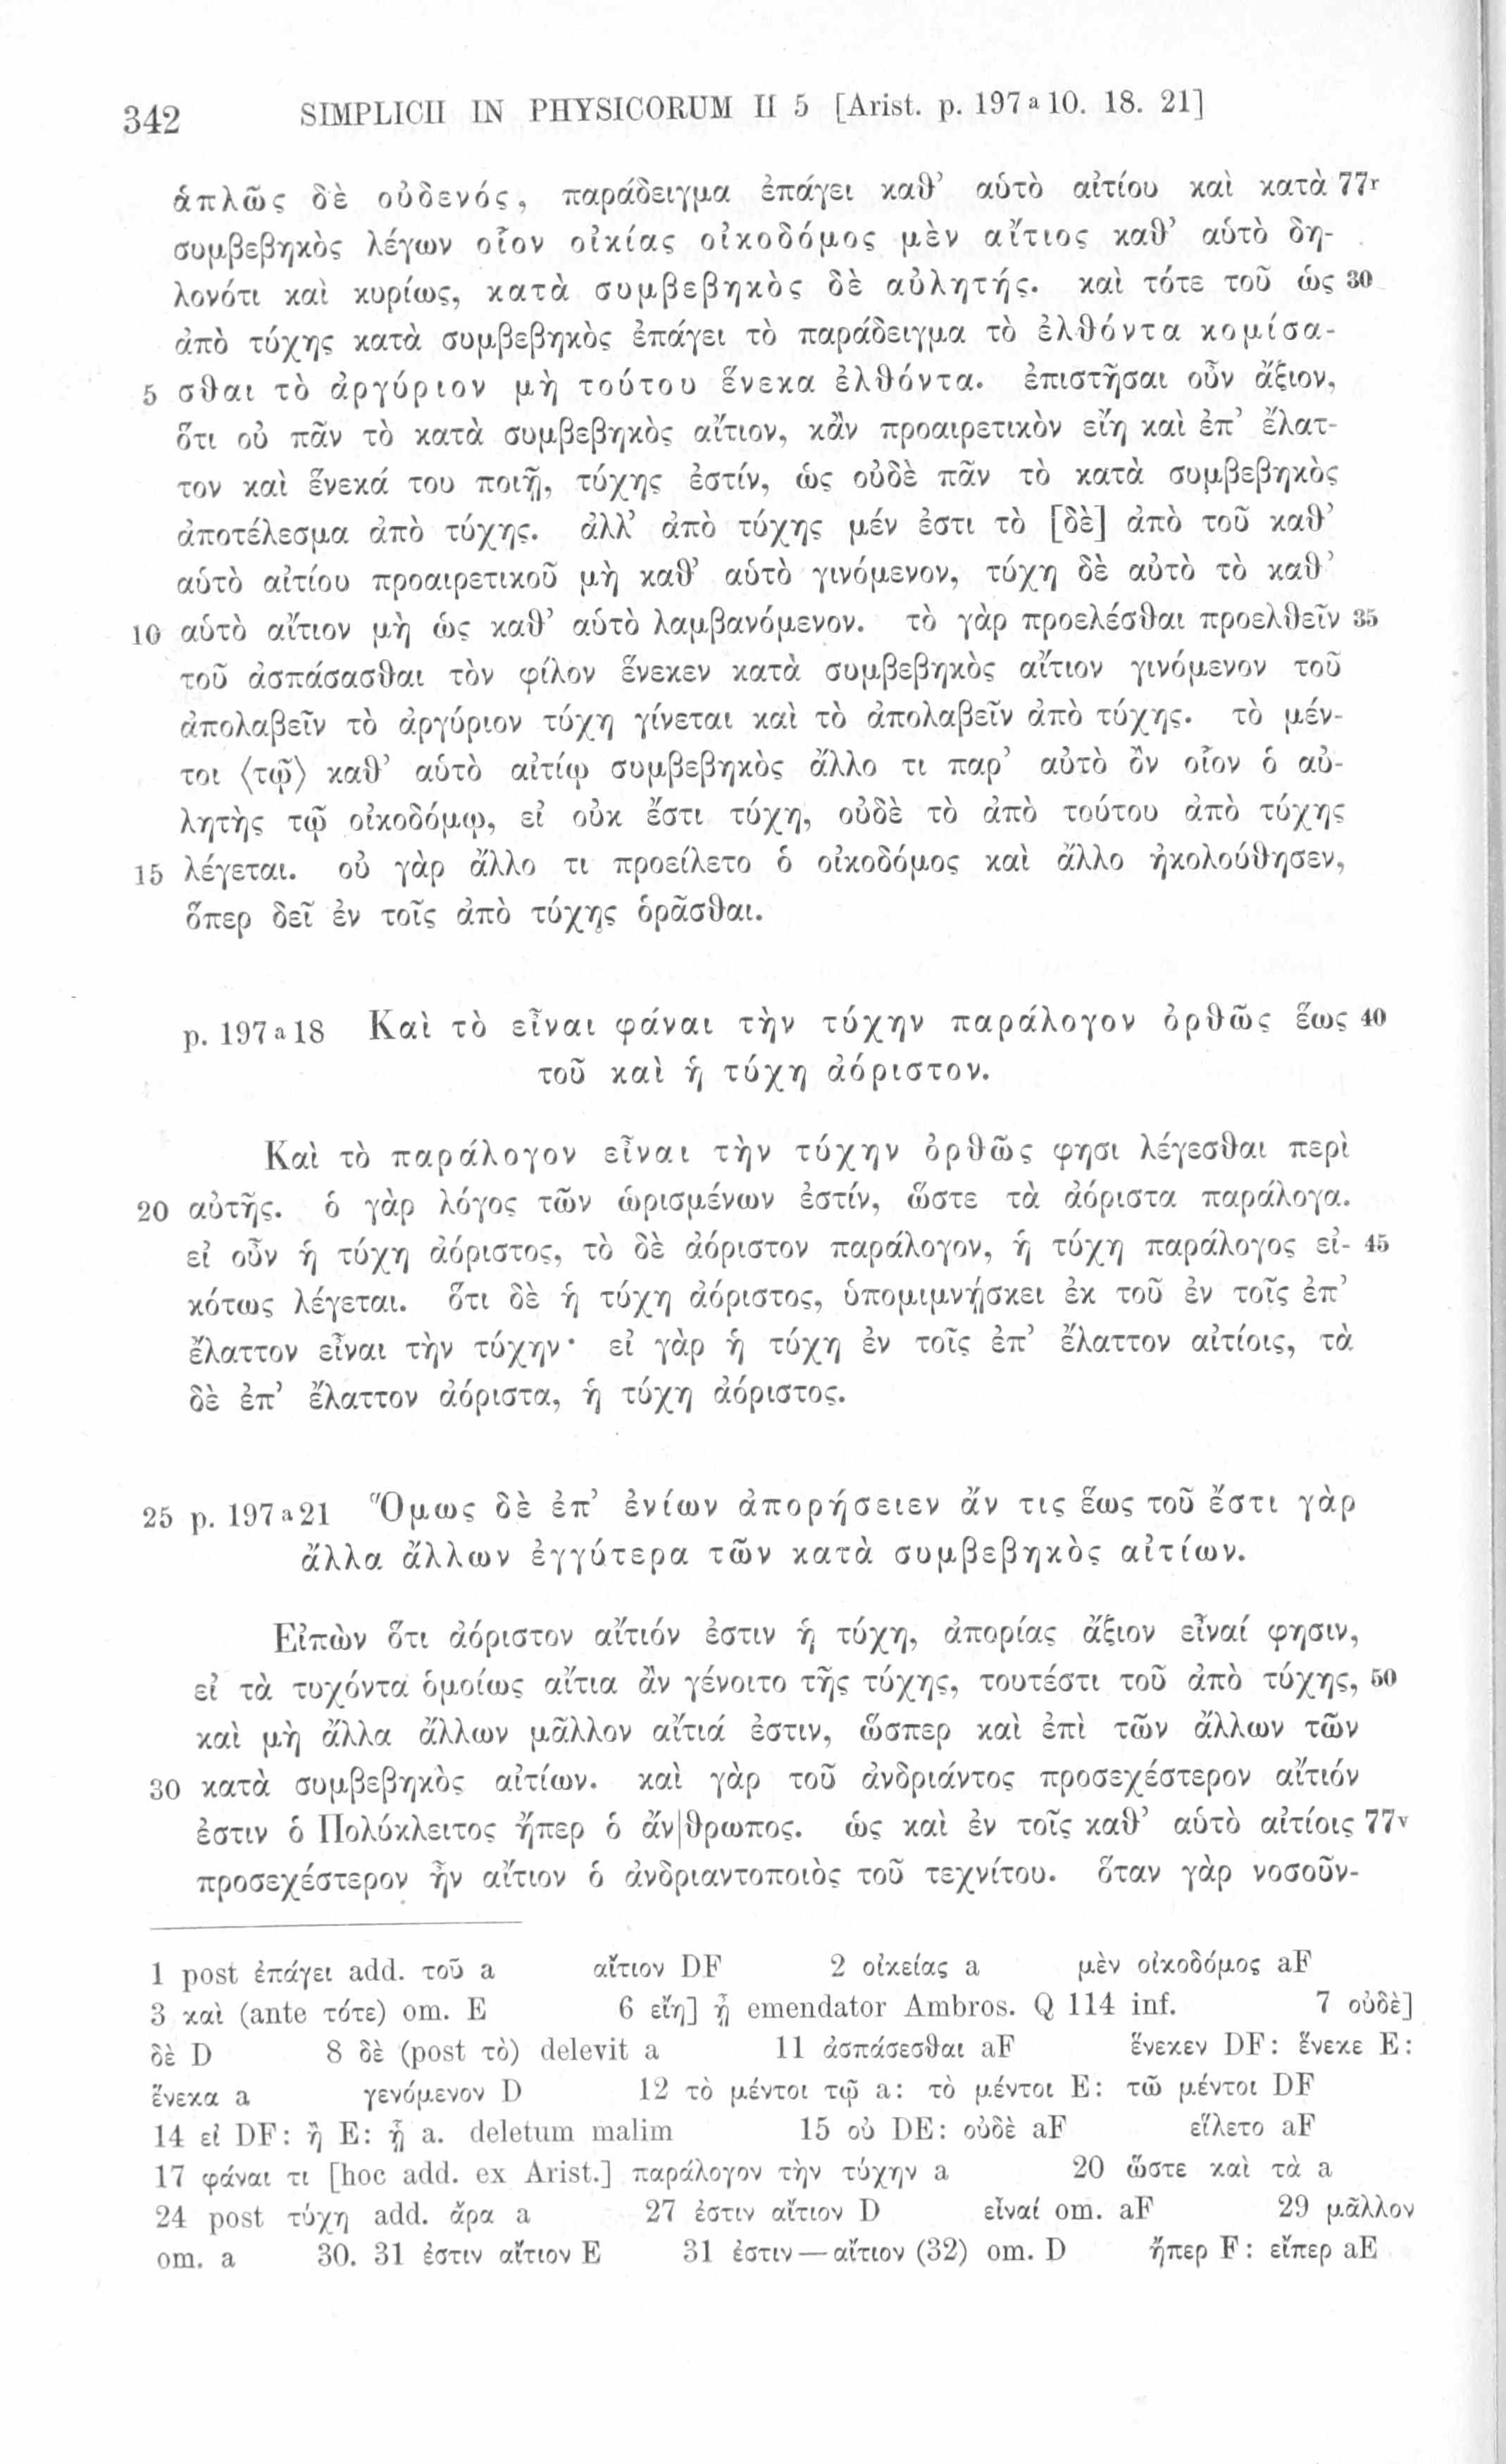 342 SIMPLICII IN PHYSICORUM II 5 [Arist. p. 197 a 10. 18. 21]
ἁπλῶς δὲ οὐδενός, παράδειγμα ἐπάγει καθ’ αὑτὸ αἰτίου καὶ κατὰ 77r
συμβεβηκὸς λέγων οἷον οἰκίας οἰκοδόμος μὲν αἴτιος καθ’ αὑτὸ δη-
λονότι καὶ κυρίως, κατὰ συμβεβηκὸς δὲ αὐλητής. καὶ τότε τοῦ ὡς 30
ἀπὸ τύχης κατὰ συμβεβηκὸς ἐπάγει τὸ παράδειγμα τὸ ἐλθόντα κομίσα-
5 σθαι τὸ ἀργύριον μὴ τούτου ἕνεκα ἐλθόντα. ἐπιστῆσαι οὖν ἄξιον,
ὅτι οὐ πᾶν τὸ κατὰ συμβεβηκὸς αἴτιον, κἂν προαιρετικὸν εἴη καὶ ἐπ’ ἔλατ-
τον καὶ ἕνεκά του ποιῇ, τύχης ἐστίν, ὡς οὐδὲ πᾶν τὸ κατὰ συμβεβηκὸς
ἀποτέλεσμα ἀπὸ τύχης. ἀλλ’ ἀπὸ τύχης μέν ἐστι τὸ [δὲ] ἀπὸ τοῦ καθ’
αὑτὸ αἰτίου προαιρετικοῦ μὴ καθ’ αὑτὸ γινόμενον, τύχη δὲ αὐτὸ τὸ καθ’
10 αὑτὸ αἴτιον μὴ ὡς καθ’ αὑτὸ λαμβανόμενον. τὸ γὰρ προελέσθαι προελθεῖν 35
τοῦ ἀσπάσασθαι τὸν φίλον ἕνεκεν κατὰ συμβεβηκὸς αἴτιον γινόμενον τοῦ
ἀπολαβεῖν τὸ ἀργύριον τύχη γίνεται καὶ τὸ ἀπολαβεῖν ἀπὸ τύχης. τὸ μέν-
τοι ⟨τῷ⟩ καθ’ αὑτὸ αἰτίῳ συμβεβηκὸς ἄλλο τι παρ’ αὐτὸ ὂν οἷον ὁ αὐ-
λητὴς τῷ οἰκοδόμῳ, εἰ οὐκ ἔστι τύχη, οὐδὲ τὸ ἀπὸ τούτου ἀπὸ τύχης
15 λέγεται. οὐ γὰρ ἄλλο τι προείλετο ὁ οἰκοδόμος καὶ ἄλλο ἠκολούθησεν,
ὅπερ δεῖ ἐν τοῖς ἀπὸ τύχης ὁρᾶσθαι.
p. 197 a 18 Καὶ τὸ εἶναι φάναι τὴν τύχην παράλογον ὀρθῶς ἕως 40
τοῦ καὶ ἡ τύχη ἀόριστον.
Καὶ τὸ παράλογον εἶναι τὴν τύχην ὀρθῶς φησι λέγεσθαι περὶ
20 αὐτῆς. ὁ γὰρ λόγος τῶν ὡρισμένων ἐστίν, ὥστε τὰ ἀόριστα παράλογα.
εἰ οὖν ἡ τύχη ἀόριστος, τὸ δὲ ἀόριστον παράλογον, ἡ τύχη παράλογος εἰ- 45
κότως λέγεται. ὅτι δὲ ἡ τύχη ἀόριστος, ὑπομιμνήσκει ἐκ τοῦ ἐν τοῖς ἐπ’
ἔλαττον εἶναι τὴν τύχην· εἰ γὰρ ἡ τύχη ἐν τοῖς ἐπ’ ἔλαττον αἰτίοις, τὰ
δὲ ἐπ’ ἔλαττον ἀόριστα, ἡ τύχη ἀόριστος.
25 p. 197 a 21 Ὅμως δὲ ἐπ’ ἐνίων ἀπορήσειεν ἄν τις ἕως τοῦ ἔστι γὰρ
ἄλλα ἄλλων ἐγγύτερα τῶν κατὰ συμβεβηκὸς αἰτίων.
Εἰπὼν ὅτι ἀόριστον αἴτιόν ἐστιν ἡ τύχη, ἀπορίας ἄξιον εἶναί φησιν,
εἰ τὰ τυχόντα ὁμοίως αἴτια ἂν γένοιτο τῆς τύχης, τουτέστι τοῦ ἀπὸ τύχης, 50
καὶ μὴ ἄλλα ἄλλων μᾶλλον αἴτιά ἐστιν, ὥσπερ καὶ ἐπὶ τῶν ἄλλων τῶν
30 κατὰ συμβεβηκὸς αἰτίων. καὶ γὰρ τοῦ ἀνδριάντος προσεχέστερον αἴτιόν
ἐστιν ὁ Πολύκλειτος ἤπερ ὁ ἄν|θρωπος. ὡς καὶ ἐν τοῖς καθ’ αὑτὸ αἰτίοις 77v
προσεχέστερον ἦν αἴτιον ὁ ἀνδριαντοποιὸς τοῦ τεχνίτου. ὅταν γὰρ νοσοῦν-
1 post ἐπάγει add. τοῦ a αἴτιον DF 2 οἰκείας a μὲν οἰκοδόμος aF
3 καὶ (ante τότε) om. E 6 εἴη] ᾖ emendator Ambros. Q 114 inf. 7 οὐδὲ]
δὲ D 8 δὲ (post τὸ) delevit a 11 ἀσπάσεσθαι aF ἕνεκεν DF: ἕνεκε E:
ἕνεκα a γενόμενον D 12 τὸ μέντοι τῷ a: τὸ μέντοι E: τῶ μέντοι DF
14 εἰ DF: ἢ E: ᾗ a. deletum malim 15 οὐ DE: οὐδὲ aF εἵλετο aF
17 φάναι τι [hoc add. ex Arist.] παράλογον τὴν τύχην a 20 ὥστε καὶ τὰ a
24 post τύχη add. ἄρα a 27 ἐστιν αἴτιον D εἶναί om. aF 29 μᾶλλον
om. a 30. 31 ἐστιν αἴτιον E 31 ἐστιν—αἴτιον (32) om. D ἤπερ F: εἴπερ aE